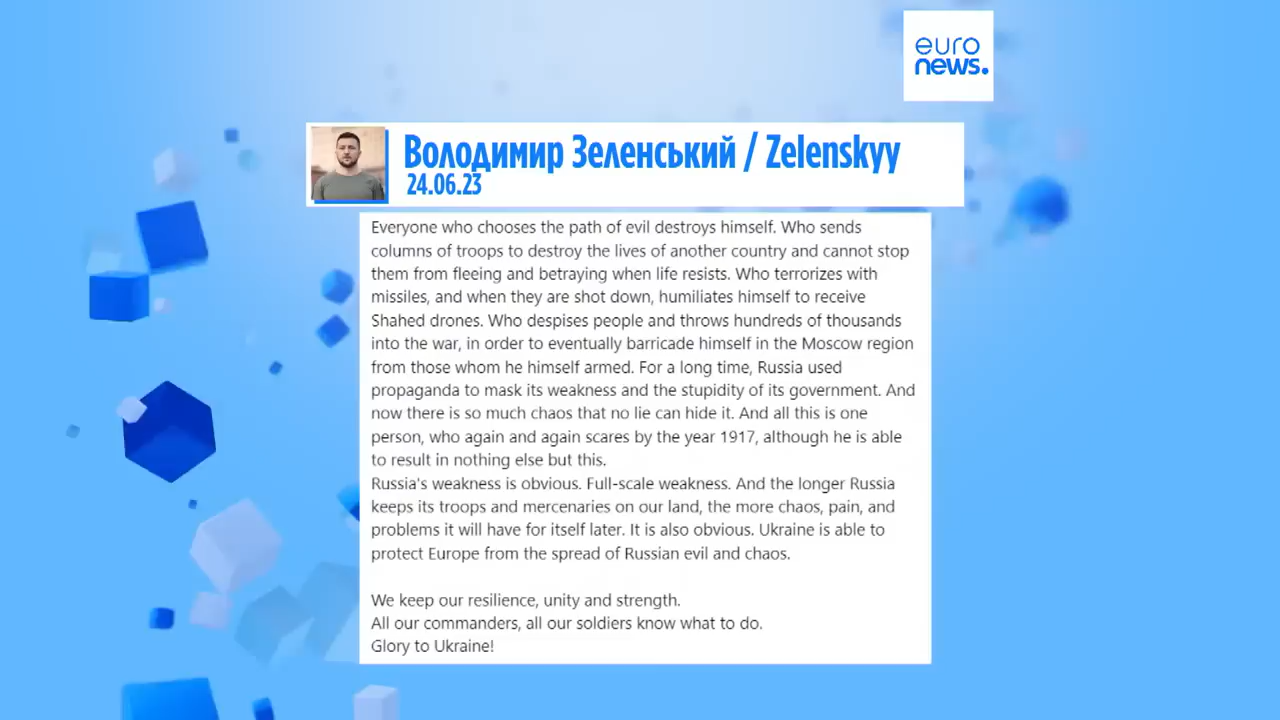 euro
news.
Володимир Зеленський / Zelenskyy
24.06.23
Everyone who chooses the path of evil destroys himself. Who sends
columns of troops to destroy the lives of another country and cannot stop
them from fleeing and betraying when life resists. Who terrorizes with
missiles, and when they are shot down, humiliates himself to receive
Shahed drones. Who despises people and throws hundreds of thousands
into the war, in order to eventually barricade himself in the Moscow region
from those whom he himself armed. For a long time, Russia used
propaganda to mask its weakness and the stupidity of its government. And
now there is so much chaos that no lie can hide it. And all this is one
person, who again and again scares by the year 1917, although he is able
to result in nothing else but this.
Russia's weakness is obvious. Full-scale weakness. And the longer Russia
keeps its troops and mercenaries on our land, the more chaos, pain, and
problems it will have for itself later. It is also obvious. Ukraine is able to
protect Europe from the spread of Russian evil and chaos.
We keep our resilience, unity and strength.
All our commanders, all our soldiers know what to do.
Glory to Ukraine!